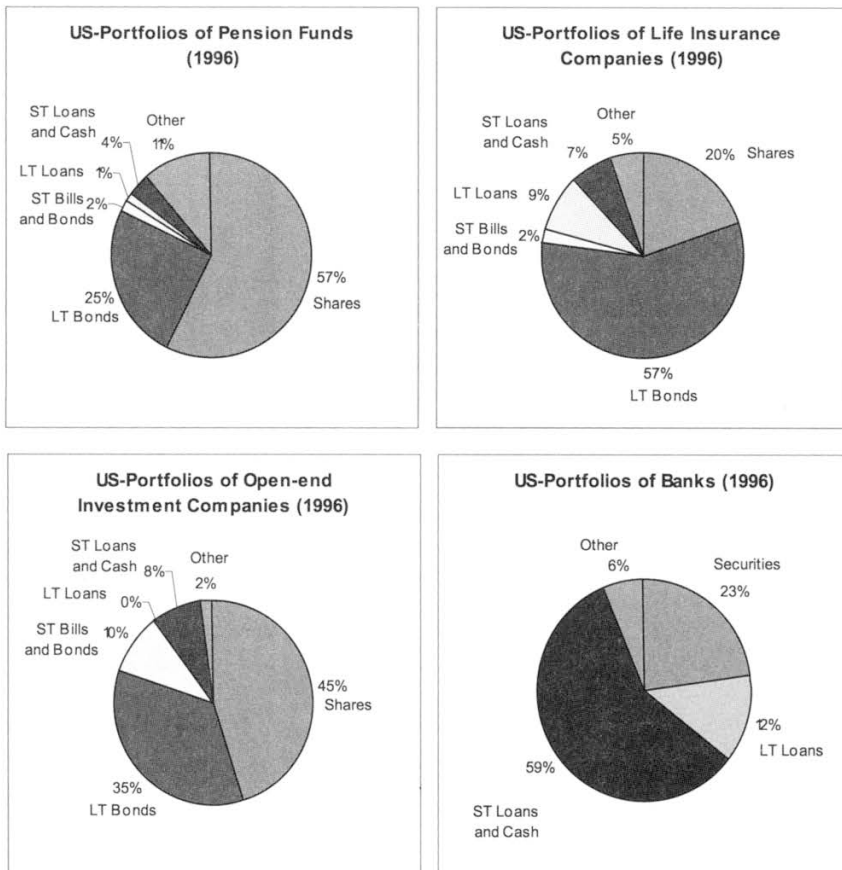 US-Portfolios of Pension Funds
(1996)
ST Loans
and Cash
4%
Other
11%
LT Loans
1%
ST Bills
and Bonds
2%
25%
LT Bonds
57%
Shares
US-Portfolios of Life Insurance
Companies (1996)
ST Loans
and Cash
7%
Other
5%
20%
Shares
LT Loans
9%
ST Bills
and Bonds
2%
57%
LT Bonds
US-Portfolios of Open-end
Investment Companies (1996)
ST Loans
and Cash
8%
Other
2%
LT Loans
0%
ST Bills
and Bonds
10%
45%
Shares
35%
LT Bonds
US-Portfolios of Banks (1996)
Other
6%
Securities
23%
12%
LT Loans
59%
ST Loans
and Cash